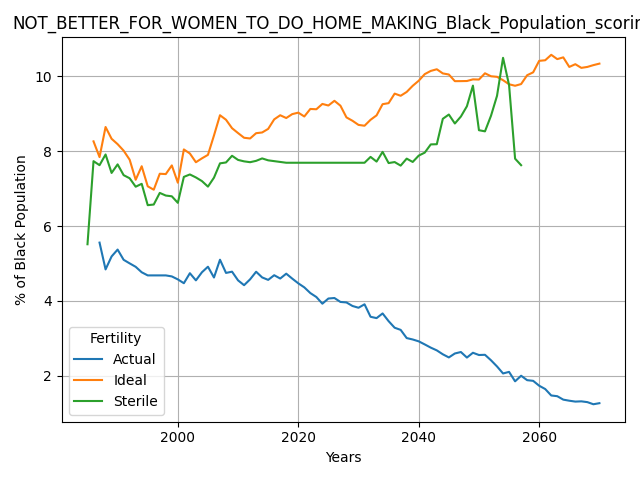 NOT_BETTER_FOR_WOMEN_TO_DO_HOME_MAKING_Black_Population_scorin
% of Black Population
10
8
6
4
2
Fertility
Actual
Ideal
Sterile
2000 2020 2040 2060
Years